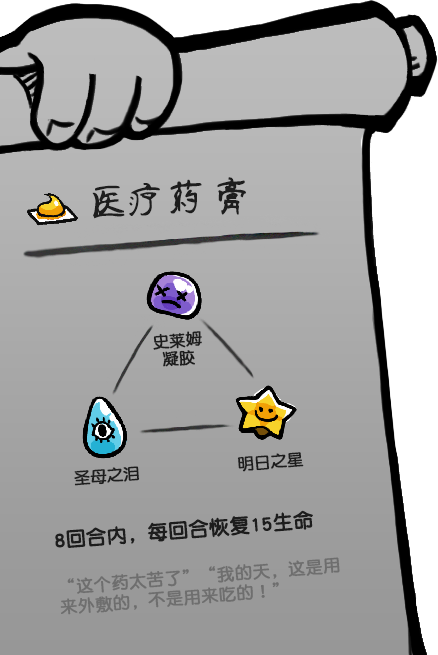 医疗药膏
史莱姆
凝胶
圣母之泪
明日之星
8回合内，每回合恢复15生命
“这个药太苦了”“我的天，这是用
来外敷的，不是用来吃的！”